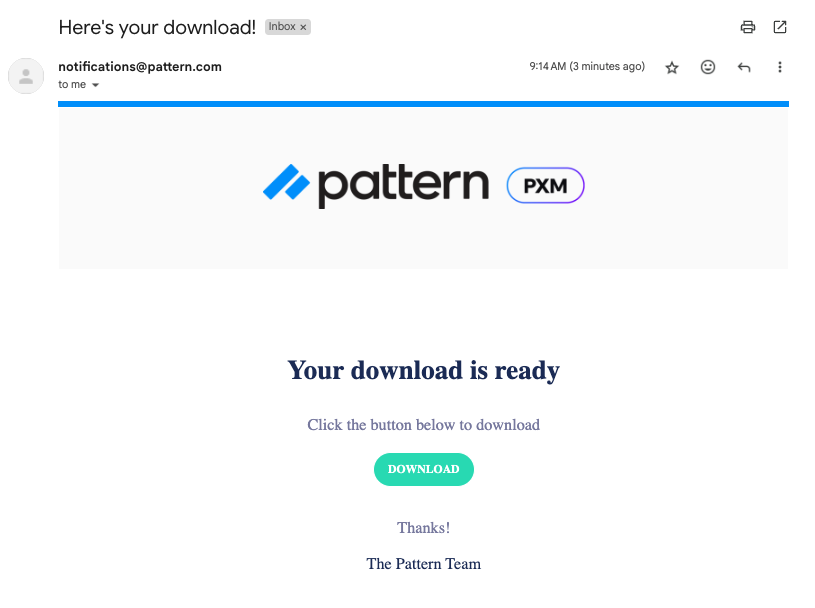 Here's your download!
Inbox ×
notifications@pattern.com
9:14 AM (3 minutes ago)
to me
pattern PXM
Your download is ready
Click the button below to download
DOWNLOAD
Thanks!
The Pattern Team